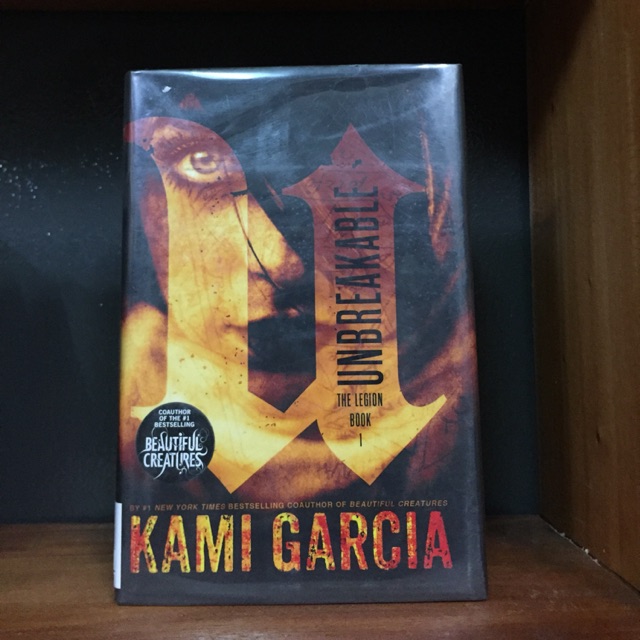 U
UNBREAKABLE
THE LEGION
BOOK
1
COAUTHOR
OF THE #1
BESTSELLING
BEAUTIFUL
CREATURES
BY #1 NEW YORK TIMES BESTSELLING COAUTHOR OF BEAUTIFUL CREATURES
KAMI GARCIA